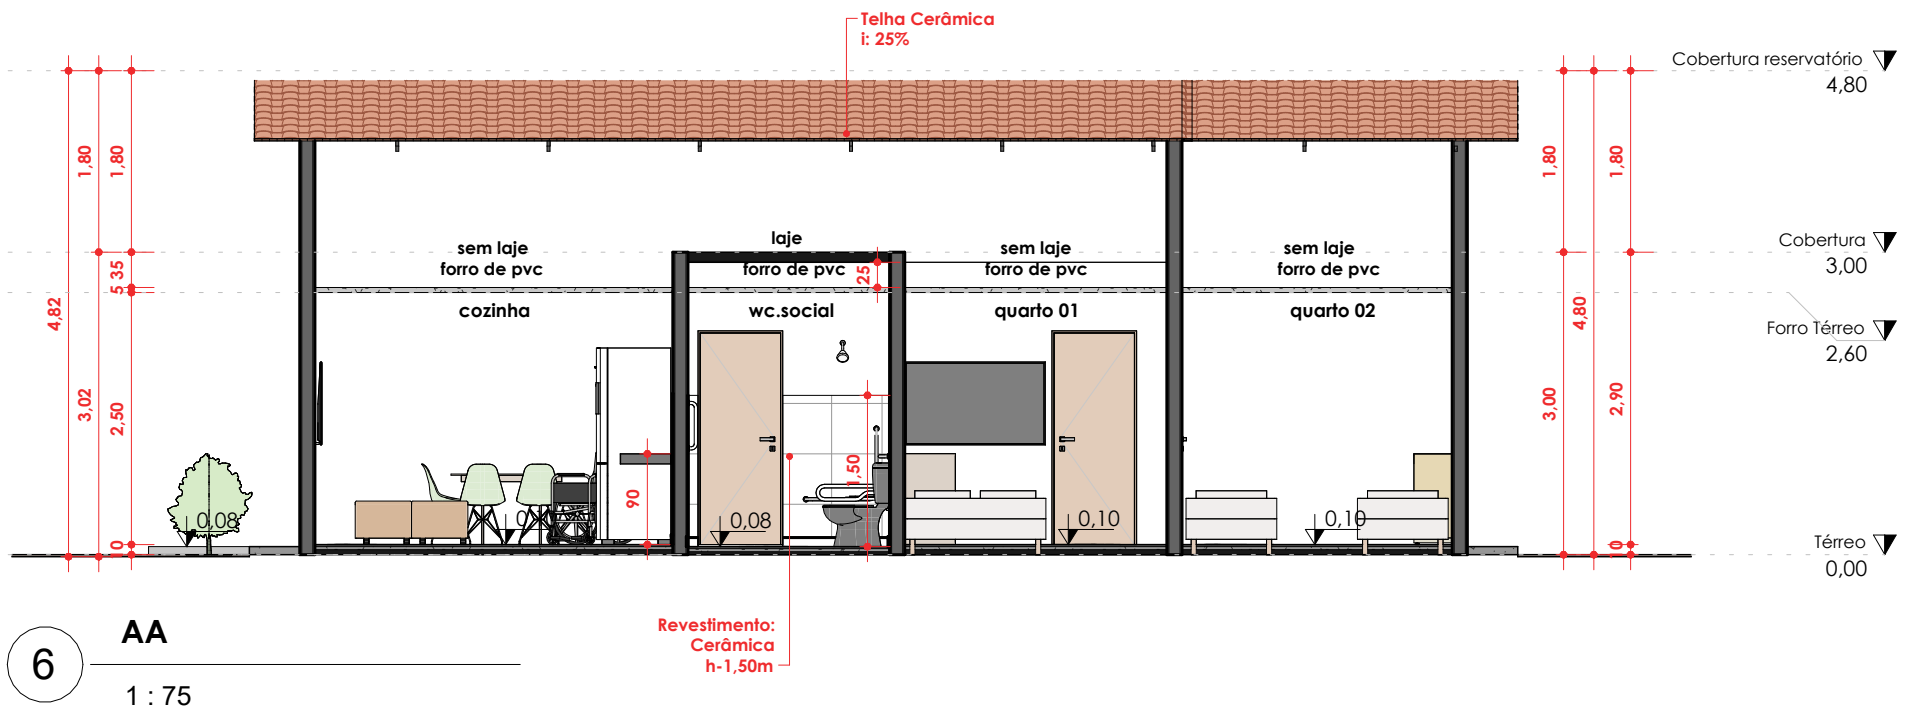 Telha Cerâmica
i: 25%
Cobertura reservatório
4,80
1,80
1,80
1,80
1,80
sem laje
forro de pvc
laje
forro de pvc
sem laje
forro de pvc
sem laje
forro de pvc
Cobertura
3,00
35
5
25
4,82
4,80
cozinha
wc.social
quarto 01
quarto 02
Forro Térreo
2,60
3,02
2,50
3,00
2,90
1,50
90
0,08
0,08
0,10
0,10
Térreo
0,00
Revestimento:
Cerâmica
h-1,50m
6
AA
1 : 75